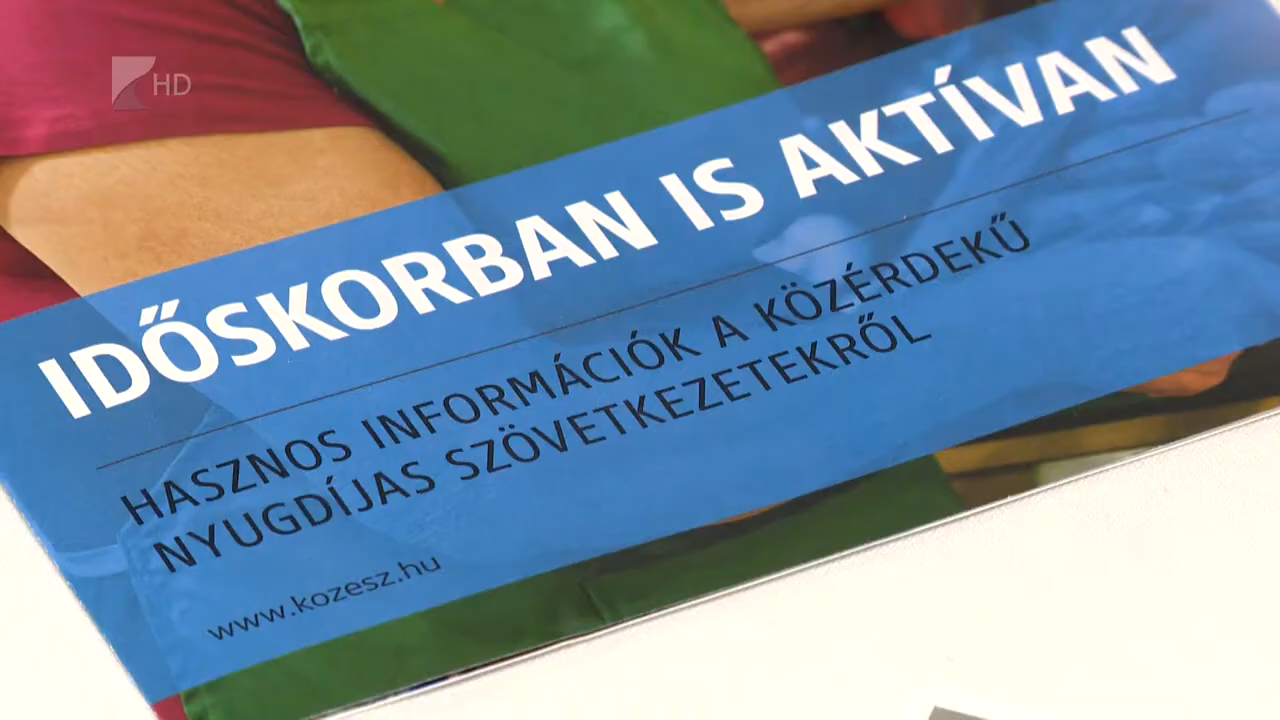 HD
IDŐSKORBAN IS AKTÍVAN
HASZNOS INFORMÁCIÓK A KÖZÉRDEKŰ
NYUGDÍJAS SZÖVETKEZETEKRŐL
www.kozesz.hu